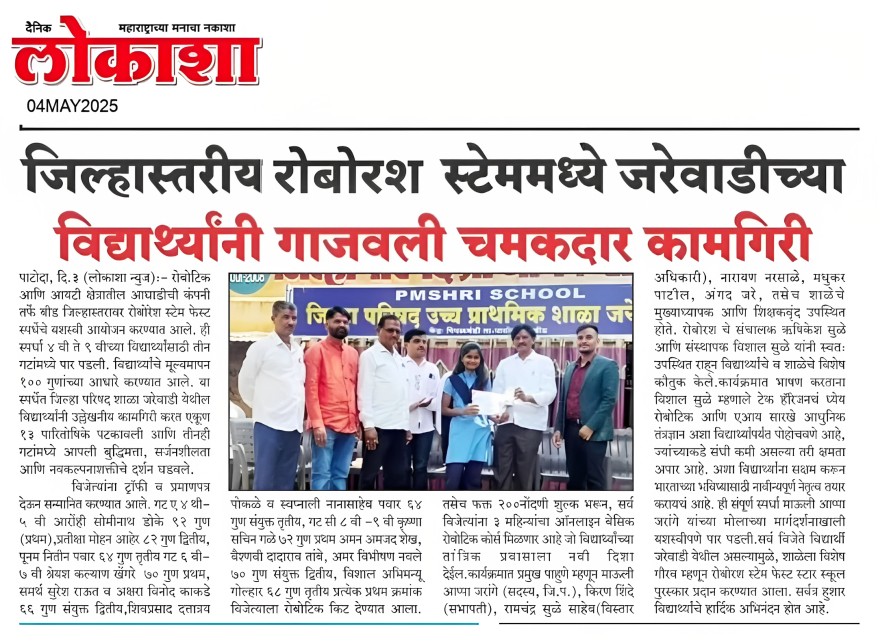 दैनिक
महाराष्ट्राच्या मनाचा नकाशा
लोकाशा
04MAY2025
जिल्हास्तरीय रोबोरश स्टेममध्ये जरेवाडीच्या
विद्यार्थ्यांनी गाजवली चमकदार कामगिरी
पाटोदा, दि.३ (लोकाशा न्युज):- रोबोटिक
आणि आयटी क्षेत्रातील आघाडीची कंपनी
तर्फे बीड जिल्हास्तरावर रोबोरेश स्टेम फेस्ट
स्पर्धेचे यशस्वी आयोजन करण्यात आले. ही
स्पर्धा ४ वी ते ९ वीच्या विद्यार्थ्यांसाठी तीन
गटांमध्ये पार पडली. विद्यार्थ्यांचे मूल्यमापन
१०० गुणांच्या आधारे करण्यात आले. या
स्पर्धेत जिल्हा परिषद शाळा जरेवाडी येथील
विद्यार्थ्यांनी उल्लेखनीय कामगिरी करत एकूण
१३ पारितोषिके पटकावली आणि तीनही
गटांमध्ये आपली बुद्धिमत्ता, सर्जनशीलता
आणि नवकल्पनाशक्तीचे दर्शन घडवले.
विजेत्यांना ट्रॉफी व प्रमाणपत्र
देऊन सन्मानित करण्यात आले. गट ए ४ थी-
५ वी आरोही सोमीनाथ डोके ९२ गुण
(प्रथम),प्रतीक्षा मोहन आहेर ८२ गुण द्वितीय,
पूनम नितीन पवार ६४ गुण तृतीय गट ६ वी-
७ वी श्रेयश कल्याण खेंगरे ७० गुण प्रथम,
समर्थ सुरेश राऊत व अक्षरा विनोद काकडे
६६ गुण संयुक्त द्वितीय,शिवप्रसाद दत्तात्रय
PMSHRI SCHOOL
जिल्हा परिषद उच्च प्राथमिक शाळा जरे
पोकळे व स्वप्नाली नानासाहेब पवार ६४
गुण संयुक्त तृतीय, गट सी ८ वी -९ वी कृष्णा
सचिन गळे ७२ गुण प्रथम अमन अमजद शेख,
वैश्णवी दादाराव तांबे, अमर विभीषण नवले
७० गुण संयुक्त द्वितीय, विशाल अभिमन्यू
गोल्हार ६८ गुण तृतीय प्रत्येक प्रथम क्रमांक
विजेत्याला रोबोटिक किट देण्यात आला.
तसेच फक्त २००नोंदणी शुल्क भरून, सर्व
विजेत्यांना ३ महिन्यांचा ऑनलाइन बेसिक
रोबोटिक कोर्स मिळणार आहे जो विद्यार्थ्यांच्या
तांत्रिक प्रवासाला नवी दिशा
देईल.कार्यक्रमात प्रमुख पाहुणे म्हणून माऊली
आप्पा जरांगे (सदस्य, जि.प.), किरण शिंदे
(सभापती), रामचंद्र सुळे साहेब(विस्तार
अधिकारी), नारायण नरसाळे, मधुकर
पाटील, अंगद जरे, तसेच शाळेचे
मुख्याध्यापक आणि शिक्षकवृंद उपस्थित
होते. रोबोरश चे संचालक ऋषिकेश सुळे
आणि संस्थापक विशाल सुळे यांनी स्वतः
उपस्थित राहून विद्यार्थ्यांचे व शाळेचे विशेष
कौतुक केले.कार्यक्रमात भाषण करताना
विशाल सुळे म्हणाले टेक हॉरेजनचं ध्येय
रोबोटिक आणि एआय सारखे आधुनिक
तंत्रज्ञान अशा विद्यार्थ्यांपर्यंत पोहोचवणे आहे,
ज्यांच्याकडे संधी कमी असल्या तरी क्षमता
अपार आहे. अशा विद्यार्थ्यांना सक्षम करून
भारताच्या भविष्यासाठी नावीन्यपूर्ण नेतृत्व तयार
करायचं आहे. ही संपूर्ण स्पर्धा माऊली आप्पा
जरांगे यांच्या मोलाच्या मार्गदर्शनाखाली
यशस्वीपणे पार पडली.सर्व विजेते विद्यार्थी
जरेवाडी येथील असल्यामुळे, शाळेला विशेष
गौरव म्हणून रोबोरश स्टेम फेस्ट स्टार स्कूल
पुरस्कार प्रदान करण्यात आला. सर्वत्र हुशार
विद्यार्थ्यांचे हार्दिक अभिनंदन होत आहे.